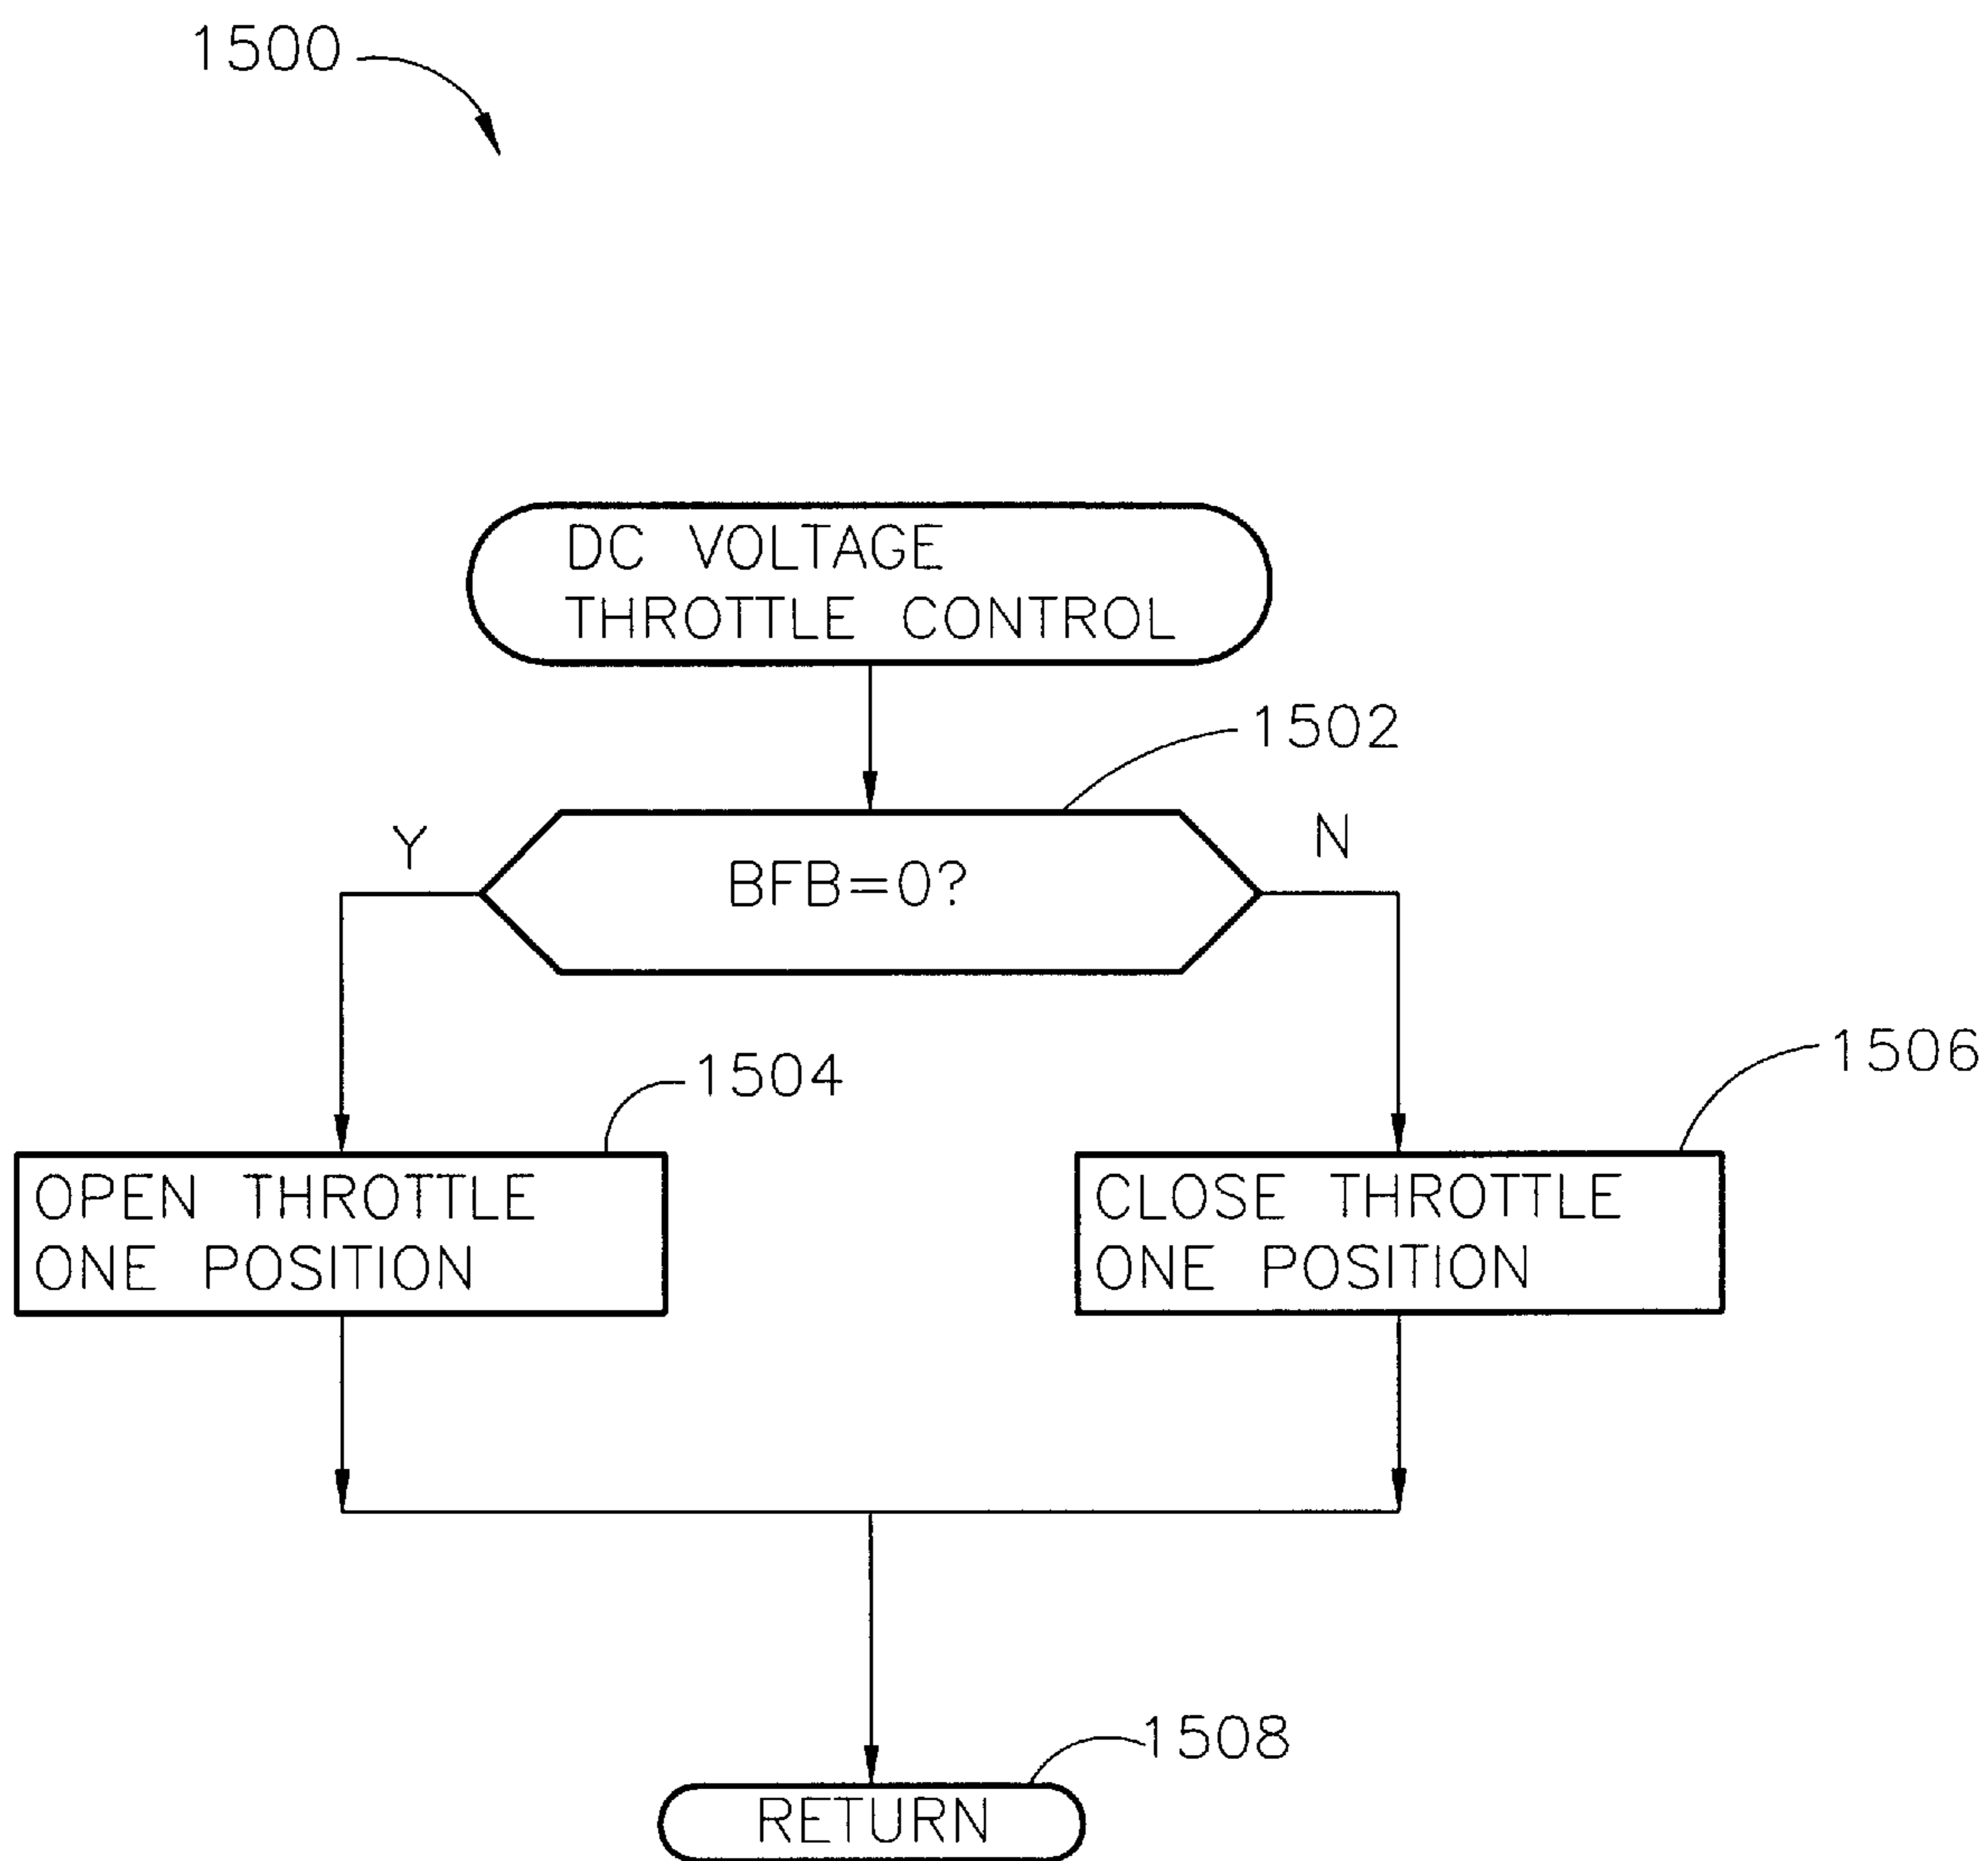 1500
DC VOLTAGE
THROTTLE CONTROL
1502
Y
N
BFB=0?
1504
1506
OPEN THROTTLE
ONE POSITION
CLOSE THROTTLE
ONE POSITION
1508
RETURN